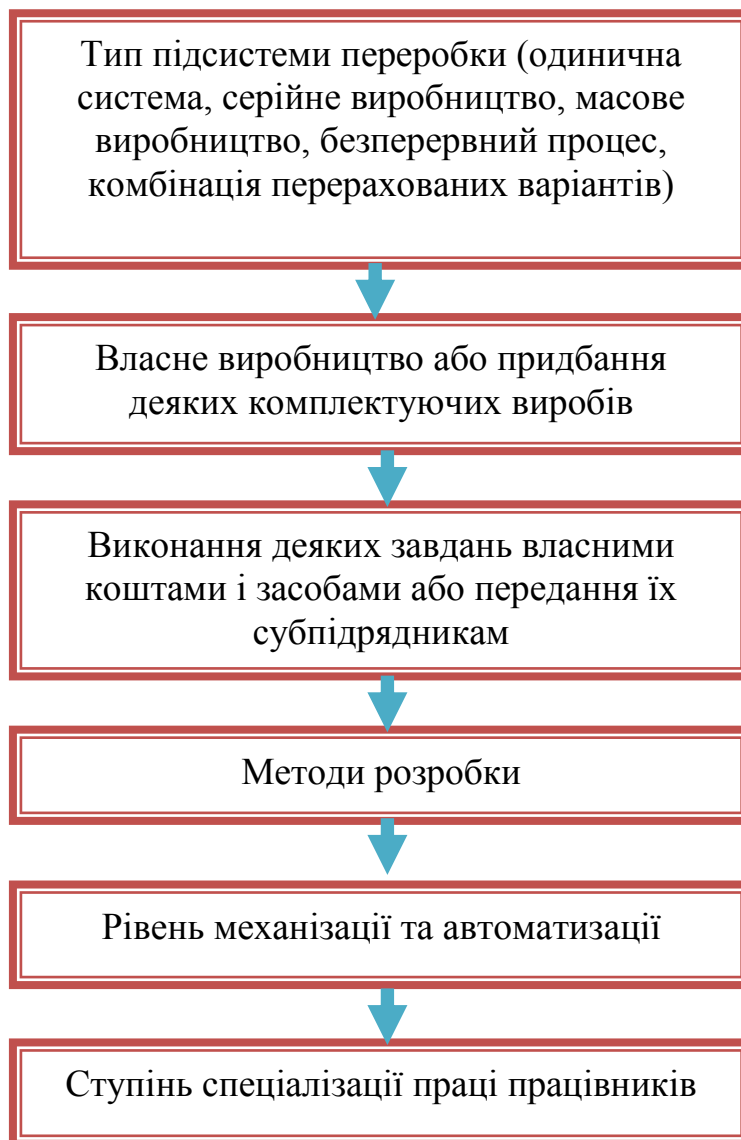 Тип підсистеми переробки (одинична
система, серійне виробництво, масове
виробництво, безперервний процес,
комбінація перерахованих варіантів)
Власне виробництво або придбання
деяких комплектуючих виробів
Виконання деяких завдань власними
коштами і засобами або передання їх
субпідрядникам
Методи розробки
Рівень механізації та автоматизації
Ступінь спеціалізації праці працівників